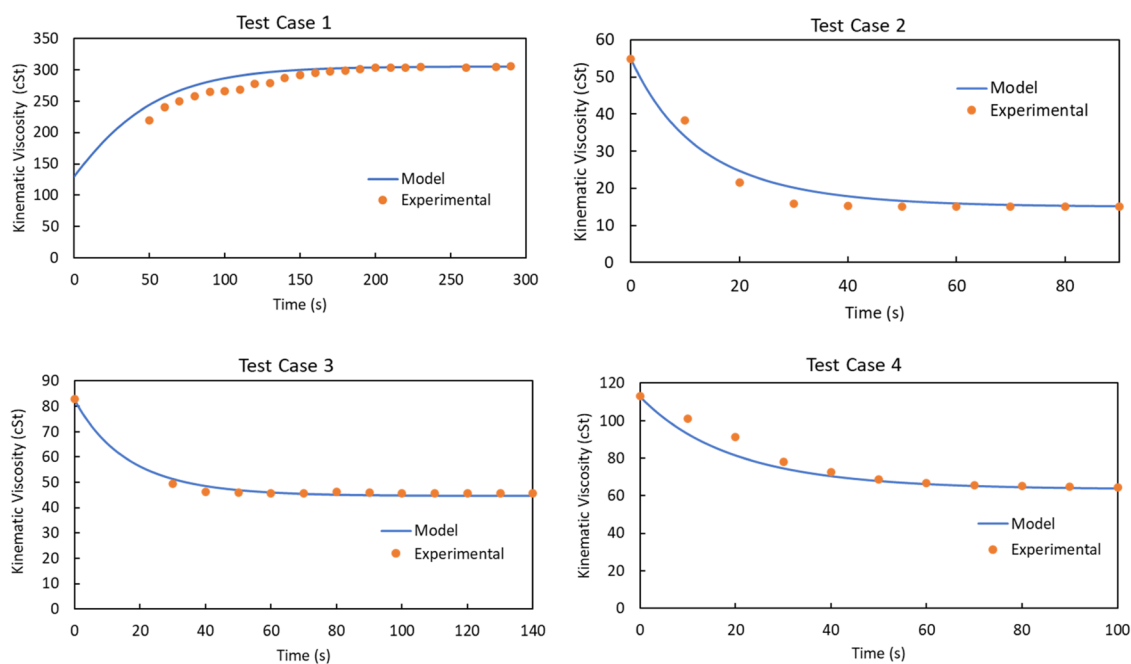 Test Case 1
350
300
250
200
150
100
50
0
Kinematic Viscosity (cSt)
Model
Experimental
0 50 100 150 200 250 300
Time (s)
Test Case 2
60
50
40
30
20
10
0
Kinematic Viscosity (cSt)
Model
Experimental
0 20 40 60 80
Time (s)
Test Case 3
90
80
70
60
50
40
30
20
10
0
Kinematic Viscosity (cSt)
Model
Experimental
0 20 40 60 80 100 120 140
Time (s)
Test Case 4
120
100
80
60
40
20
0
Kinematic Viscosity (cSt)
Model
Experimental
0 20 40 60 80 100
Time (s)